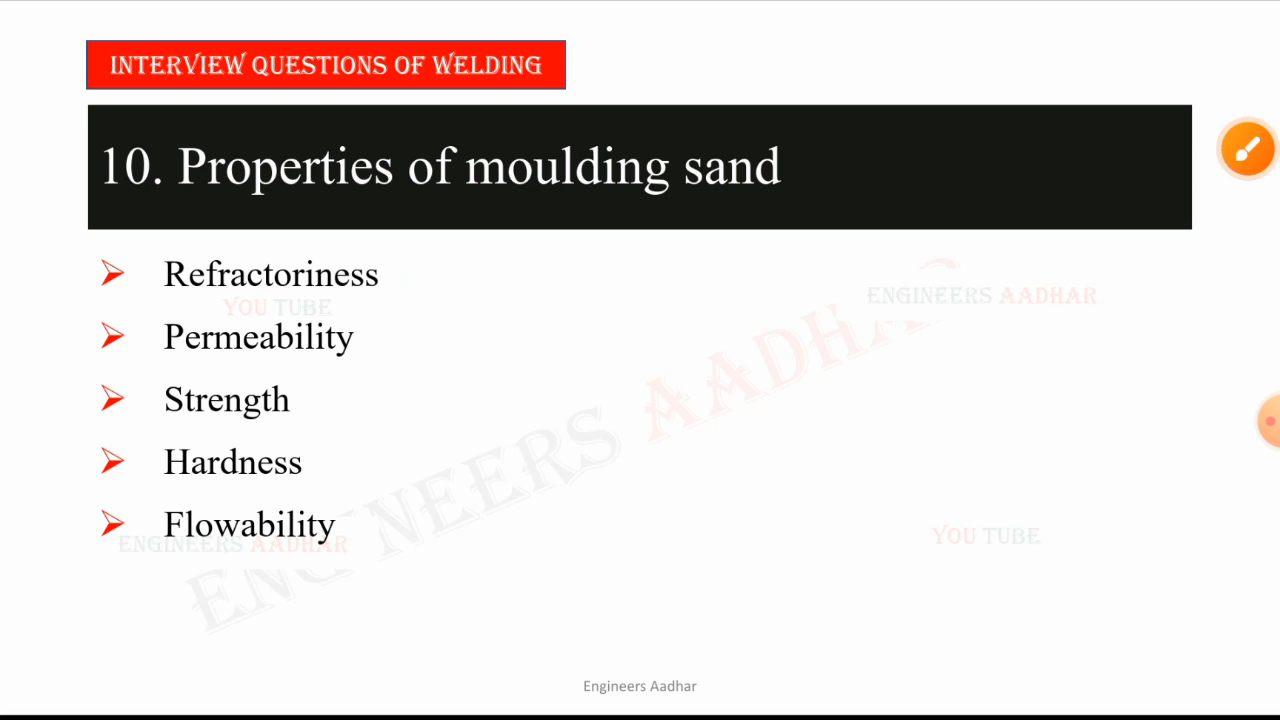 INTERVIEW QUESTIONS OF WELDING
10. Properties of moulding sand
Refractoriness
YOU TUBE
ENGINEERS AADHAR
Permeability
Strength
ENGINEERS AADHAR
Hardness
Flowability
ENGINEERS AADHAR
YOU TUBE
Engineers Aadhar